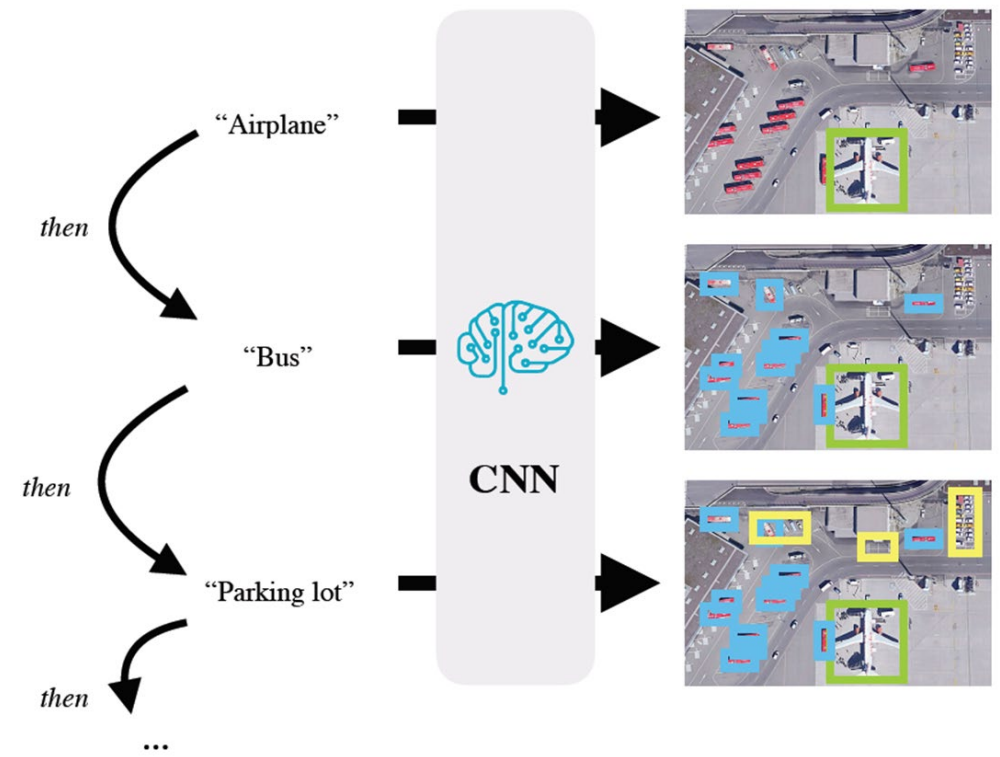 “Airplane”
then
“Bus”
CNN
then
“Parking lot”
then
...